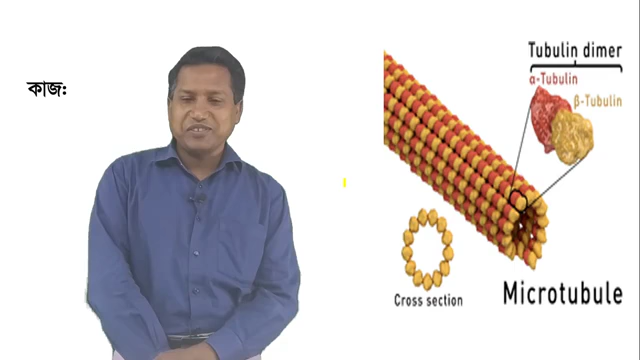 কাজ:
Tubulin dimer
α-Tubulin
β-Tubulin
Cross section
Microtubule